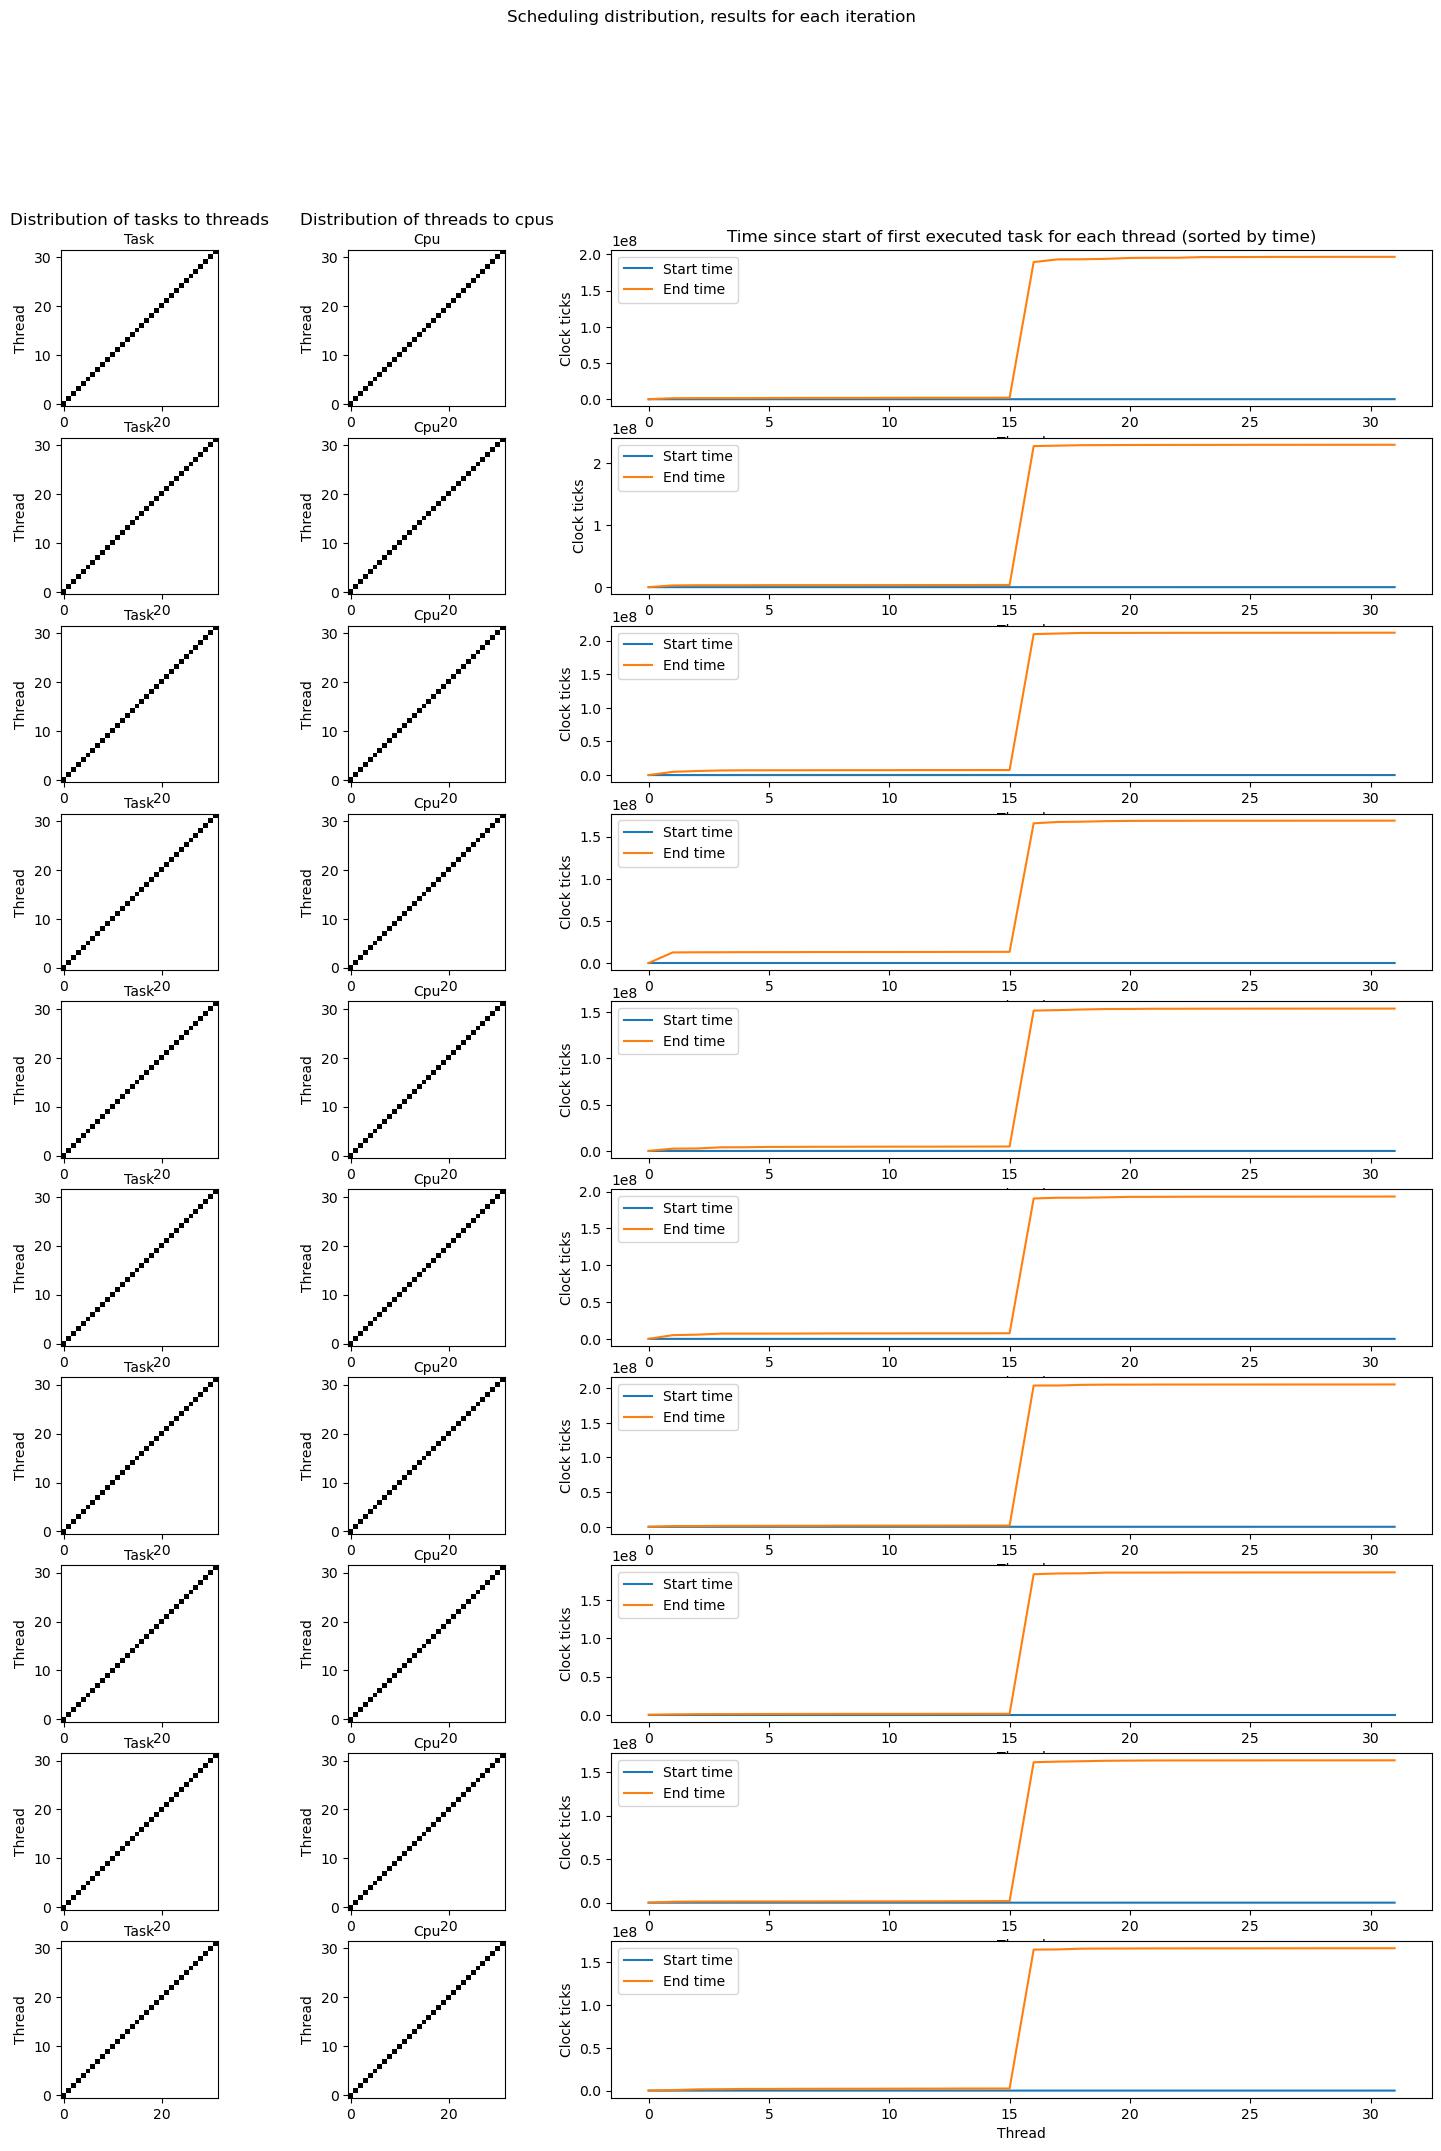 Scheduling distribution, results for each iteration
Distribution of tasks to threads
Distribution of threads to cpus
Time since start of first executed task for each thread (sorted by time)
Task
Thread
30
20
10
0
0 20
Cpu
Thread
30
20
10
0
0 20
1e8
Clock ticks
2.0
1.5
1.0
0.5
0.0
Start time
End time
0 5 10 15 20 25 30
Task
Thread
30
20
10
0
0 20
Cpu
Thread
30
20
10
0
0 20
1e8
Clock ticks
2
1
0
Start time
End time
0 5 10 15 20 25 30
Task
Thread
30
20
10
0
0 20
Cpu
Thread
30
20
10
0
0 20
1e8
Clock ticks
2.0
1.5
1.0
0.5
0.0
Start time
End time
0 5 10 15 20 25 30
Task
Thread
30
20
10
0
0 20
Cpu
Thread
30
20
10
0
0 20
1e8
Clock ticks
1.5
1.0
0.5
0.0
Start time
End time
0 5 10 15 20 25 30
Task
Thread
30
20
10
0
0 20
Cpu
Thread
30
20
10
0
0 20
1e8
Clock ticks
1.5
1.0
0.5
0.0
Start time
End time
0 5 10 15 20 25 30
Task
Thread
30
20
10
0
0 20
Cpu
Thread
30
20
10
0
0 20
1e8
Clock ticks
2.0
1.5
1.0
0.5
0.0
Start time
End time
0 5 10 15 20 25 30
Task
Thread
30
20
10
0
0 20
Cpu
Thread
30
20
10
0
0 20
1e8
Clock ticks
2.0
1.5
1.0
0.5
0.0
Start time
End time
0 5 10 15 20 25 30
Task
Thread
30
20
10
0
0 20
Cpu
Thread
30
20
10
0
0 20
1e8
Clock ticks
1.5
1.0
0.5
0.0
Start time
End time
0 5 10 15 20 25 30
Task
Thread
30
20
10
0
0 20
Cpu
Thread
30
20
10
0
0 20
1e8
Clock ticks
1.5
1.0
0.5
0.0
Start time
End time
0 5 10 15 20 25 30
Task
Thread
30
20
10
0
0 20
Cpu
Thread
30
20
10
0
0 20
1e8
Clock ticks
1.5
1.0
0.5
0.0
Start time
End time
0 5 10 15 20 25 30
Thread